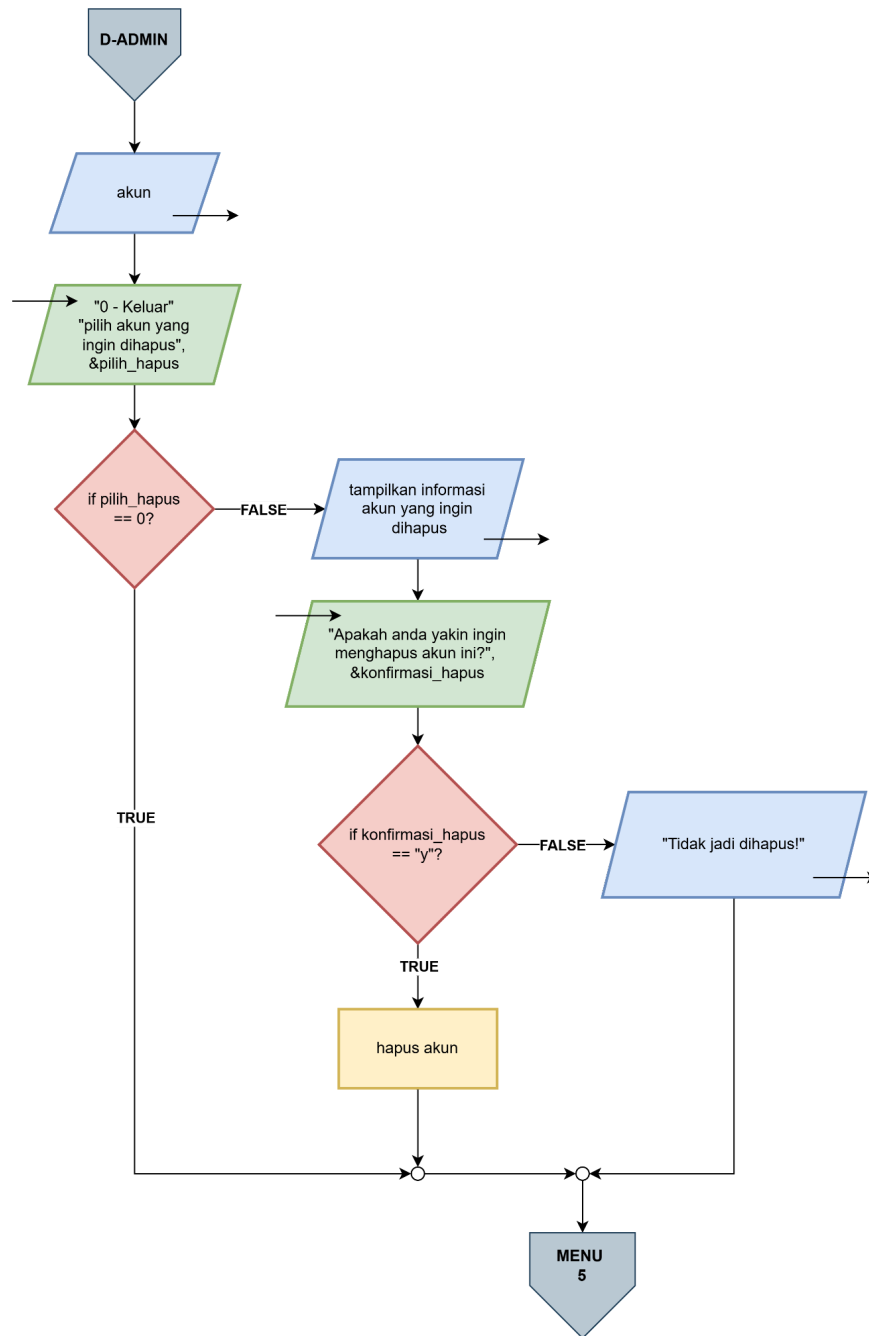 D-ADMIN
akun
"0 - Keluar"
"pilih akun yang
ingin dihapus",
&pilih_hapus
if pilih_hapus
== 0?
FALSE
tampilkan informasi
akun yang ingin
dihapus
"Apakah anda yakin ingin
menghapus akun ini?",
&konfirmasi_hapus
TRUE
if konfirmasi_hapus
== "y"?
FALSE
"Tidak jadi dihapus!"
TRUE
hapus akun
MENU
5